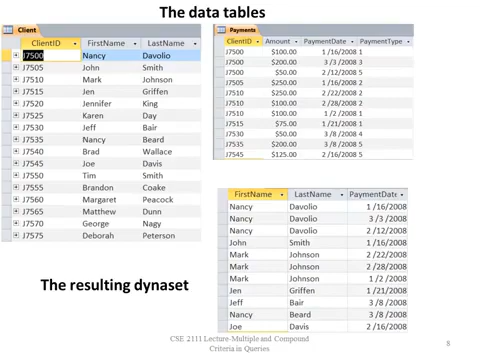 The data tables
Client
ClientID FirstName LastName
J7500 Nancy Davolio
J7505 John Smith
J7510 Mark Johnson
J7515 Jen Griffen
J7520 Jennifer King
J7525 Karen Day
J7530 Jeff Bair
J7535 Nancy Beard
J7540 Brad Wallace
J7545 Joe Davis
J7550 Tim Smith
J7555 Brandon Coake
J7560 Margaret Peacock
J7565 Matthew Dunn
J7570 George Nagy
J7575 Deborah Peterson
Payments
ClientID Amount PaymentDate PaymentType
J7500 $100.00 1 /16/2008 1
J7500 $200.00 3 /3 /2008 3
J7500 $50.00 2 /12/2008 5
J7505 $250.00 1 /16/2008 2
J7510 $250.00 2 /22/2008 2
J7510 $100.00 2 /28/2008 2
J7510 $100.00 1 /2 /2008 1
J7515 $75.00 1 /21/2008 1
J7530 $50.00 3 /8 /2008 4
J7535 $200.00 3 /8 /2008 5
J7545 $125.00 2 /16/2008 5
FirstName LastName PaymentDate
Nancy Davolio 1 /16/2008
Nancy Davolio 3 /3 /2008
Nancy Davolio 2 /12/2008
John Smith 1 /16/2008
Mark Johnson 2 /22/2008
Mark Johnson 2 /28/2008
Mark Johnson 1 /2 /2008
Jen Griffen 1 /21/2008
Jeff Bair 3 /8 /2008
Nancy Beard 3 /8 /2008
Joe Davis 2 /16/2008
The resulting dynaset
CSE 2111 Lecture-Multiple and Compound
Criteria in Queries
8